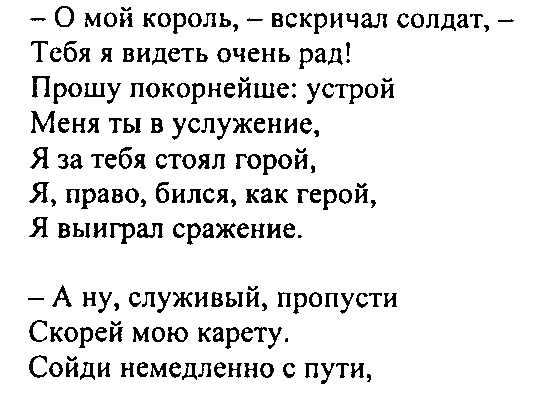 – О мой король, – вскричал солдат, –
Тебя я видеть очень рад!
Прошу покорнейше: устрой
Меня ты в услужение,
Я за тебя стоял горой,
Я, право, бился, как герой,
Я выиграл сражение.

– А ну, служивый, пропусти
Скорей мою карету.
Сойди немедленно с пути,